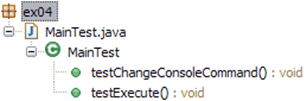 ex04
MainTest.java
MainTest
testChangeConsoleCommand() : void
testExecute() : void